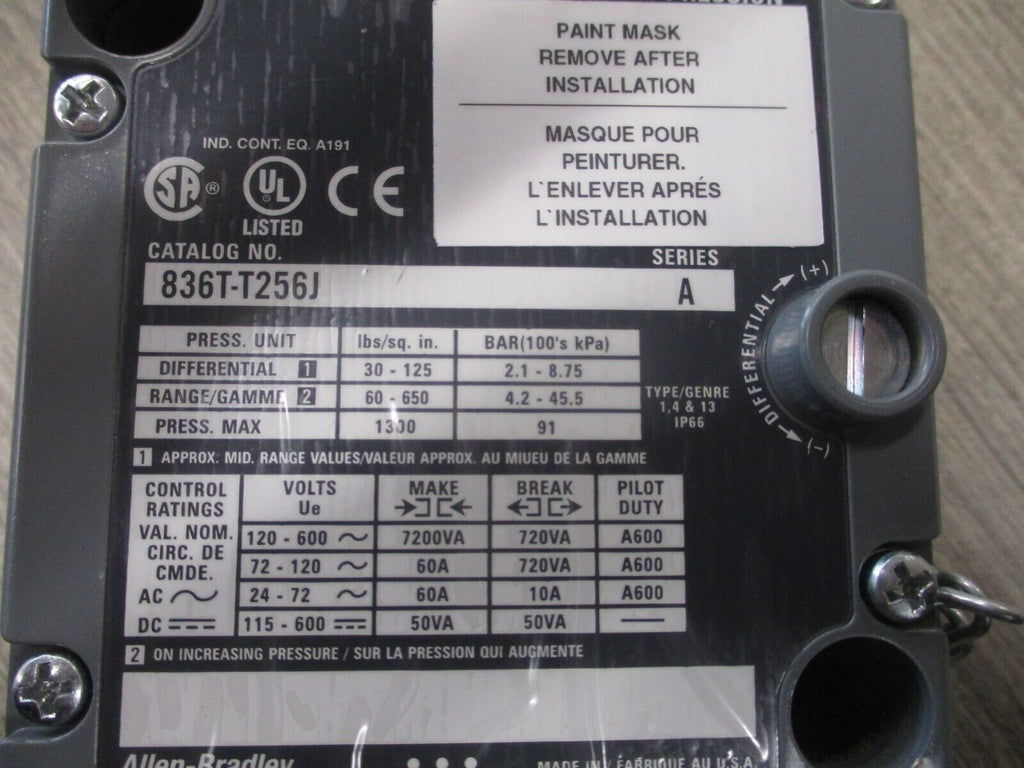 PAINT MASK
REMOVE AFTER
INSTALLATION
MASQUE POUR
PEINTURER.
L`ENLEVER APRÉS
L`INSTALLATION
IND. CONT. EQ. A191
SA ® UL ® CE
LISTED
CATALOG NO. SERIES
836T-T256J A
PRESS. UNIT lbs/sq. in. BAR(100's kPa)
DIFFERENTIAL 1 30 - 125 2.1 - 8.75
RANGE/GAMME 2 60 - 650 4.2 - 45.5
PRESS. MAX 1300 91
TYPE/GENRE
1,4 & 13
IP66
(+)
DIFFERENTIAL
(-)
1 APPROX. MID. RANGE VALUES/VALEUR APPROX. AU MIUEU DE LA GAMME
CONTROL RATINGS VOLTS Ue MAKE BREAK PILOT DUTY
VAL. NOM. CIRC. DE CMDE.
120 - 600 ~ 7200VA 720VA A600
72 - 120 ~ 60A 720VA A600
AC ~ 24 - 72 ~ 60A 10A A600
DC 115 - 600 50VA 50VA —
2 ON INCREASING PRESSURE / SUR LA PRESSION QUI AUGMENTE
Allen-Bradley MADE IN / FABRIQUE AU U.S.A.